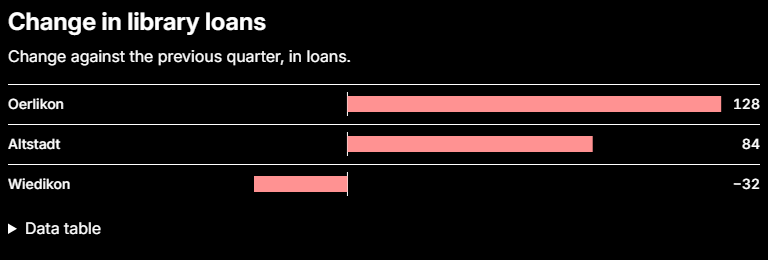 Change in library loans
Change against the previous quarter, in loans.
Oerlikon 128
Altstadt 84
Wiedikon −32
Data table